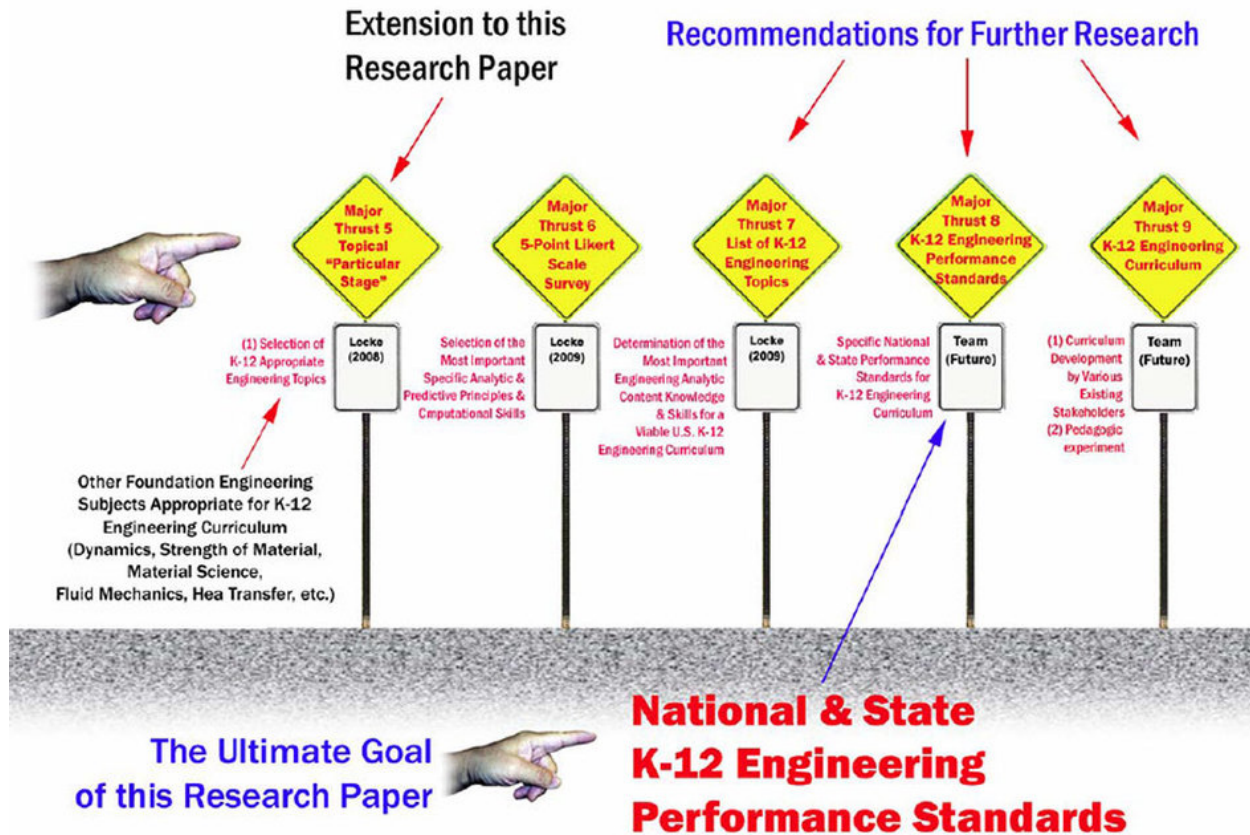 Extension to this
Research Paper
Recommendations for Further Research
Major
Thrust 5
Topical
“Particular
Stage”
Major
Thrust 6
5-Point Likert
Scale
Survey
Major
Thrust 7
List of K-12
Engineering
Topics
Major
Thrust 8
K-12 Engineering
Performance
Standards
Major
Thrust 9
K-12 Engineering
Curriculum
(1) Selection of
K-12 Appropriate
Engineering Topics
Locke
(2008)
Selection of the
Most Important
Specific Analytic &
Predictive Principles &
Cmputational Skills
Locke
(2009)
Determination of the
Most Important
Engineering Analytic
Content Knowledge
& Skills for a
Viable U.S. K-12
Engineering Curriculum
Locke
(2009)
Specific National
& State Performance
Standards for
K-12 Engineering
Curriculum
Team
(Future)
(1) Curriculum
Development
by Various
Existing
Stakeholders
(2) Pedagogic
experiment
Team
(Future)
Other Foundation Engineering
Subjects Appropriate for K-12
Engineering Curriculum
(Dynamics, Strength of Material,
Material Science,
Fluid Mechanics, Hea Transfer, etc.)
The Ultimate Goal
of this Research Paper
National & State
K-12 Engineering
Performance Standards